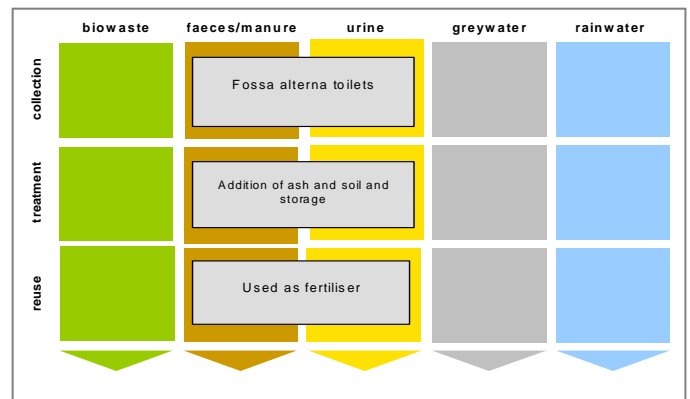 biowaste faeces/manure urine greywater rainwater
collection
Fossa alterna toilets
treatment
Addition of ash and soil and
storage
reuse
Used as fertiliser